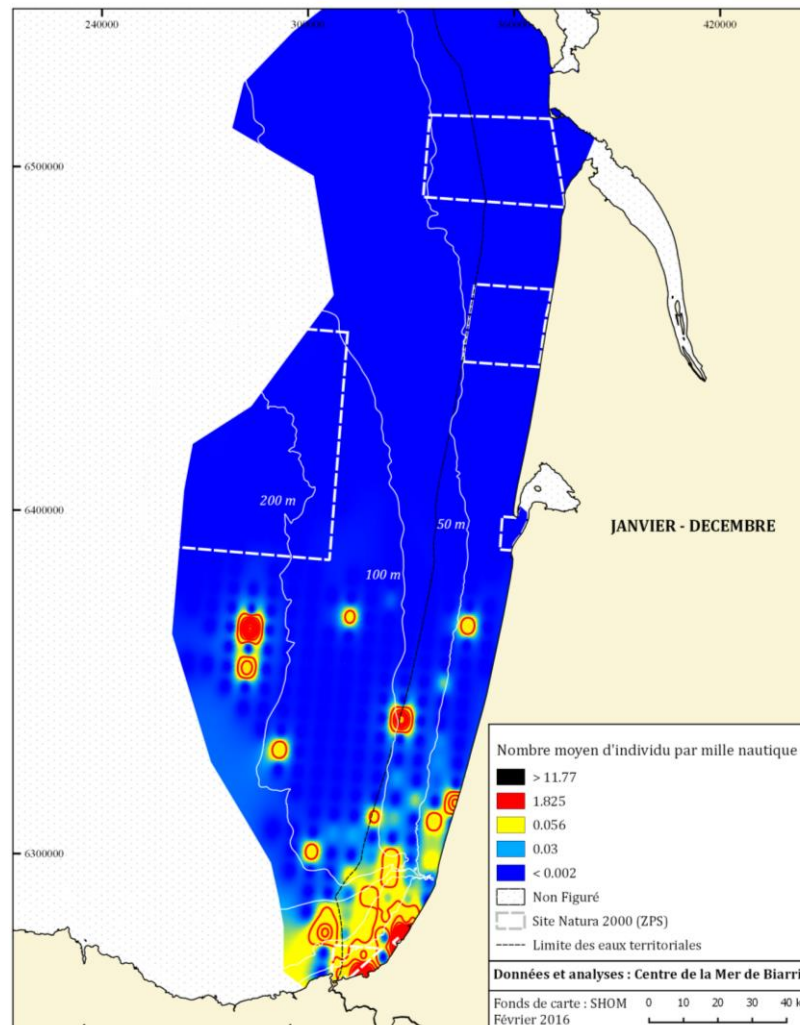 240000
300000
420000
6500000
6400000
6300000
200 m
100 m
50 m
JANVIER - DECEMBRE
Nombre moyen d'individu par mille nautique
> 11.77
1.825
0.056
0.03
< 0.002
Non Figuré
Site Natura 2000 (ZPS)
Limite des eaux territoriales
Données et analyses : Centre de la Mer de Biarri
Fonds de carte : SHOM
Février 2016
0 10 20 30 40 k